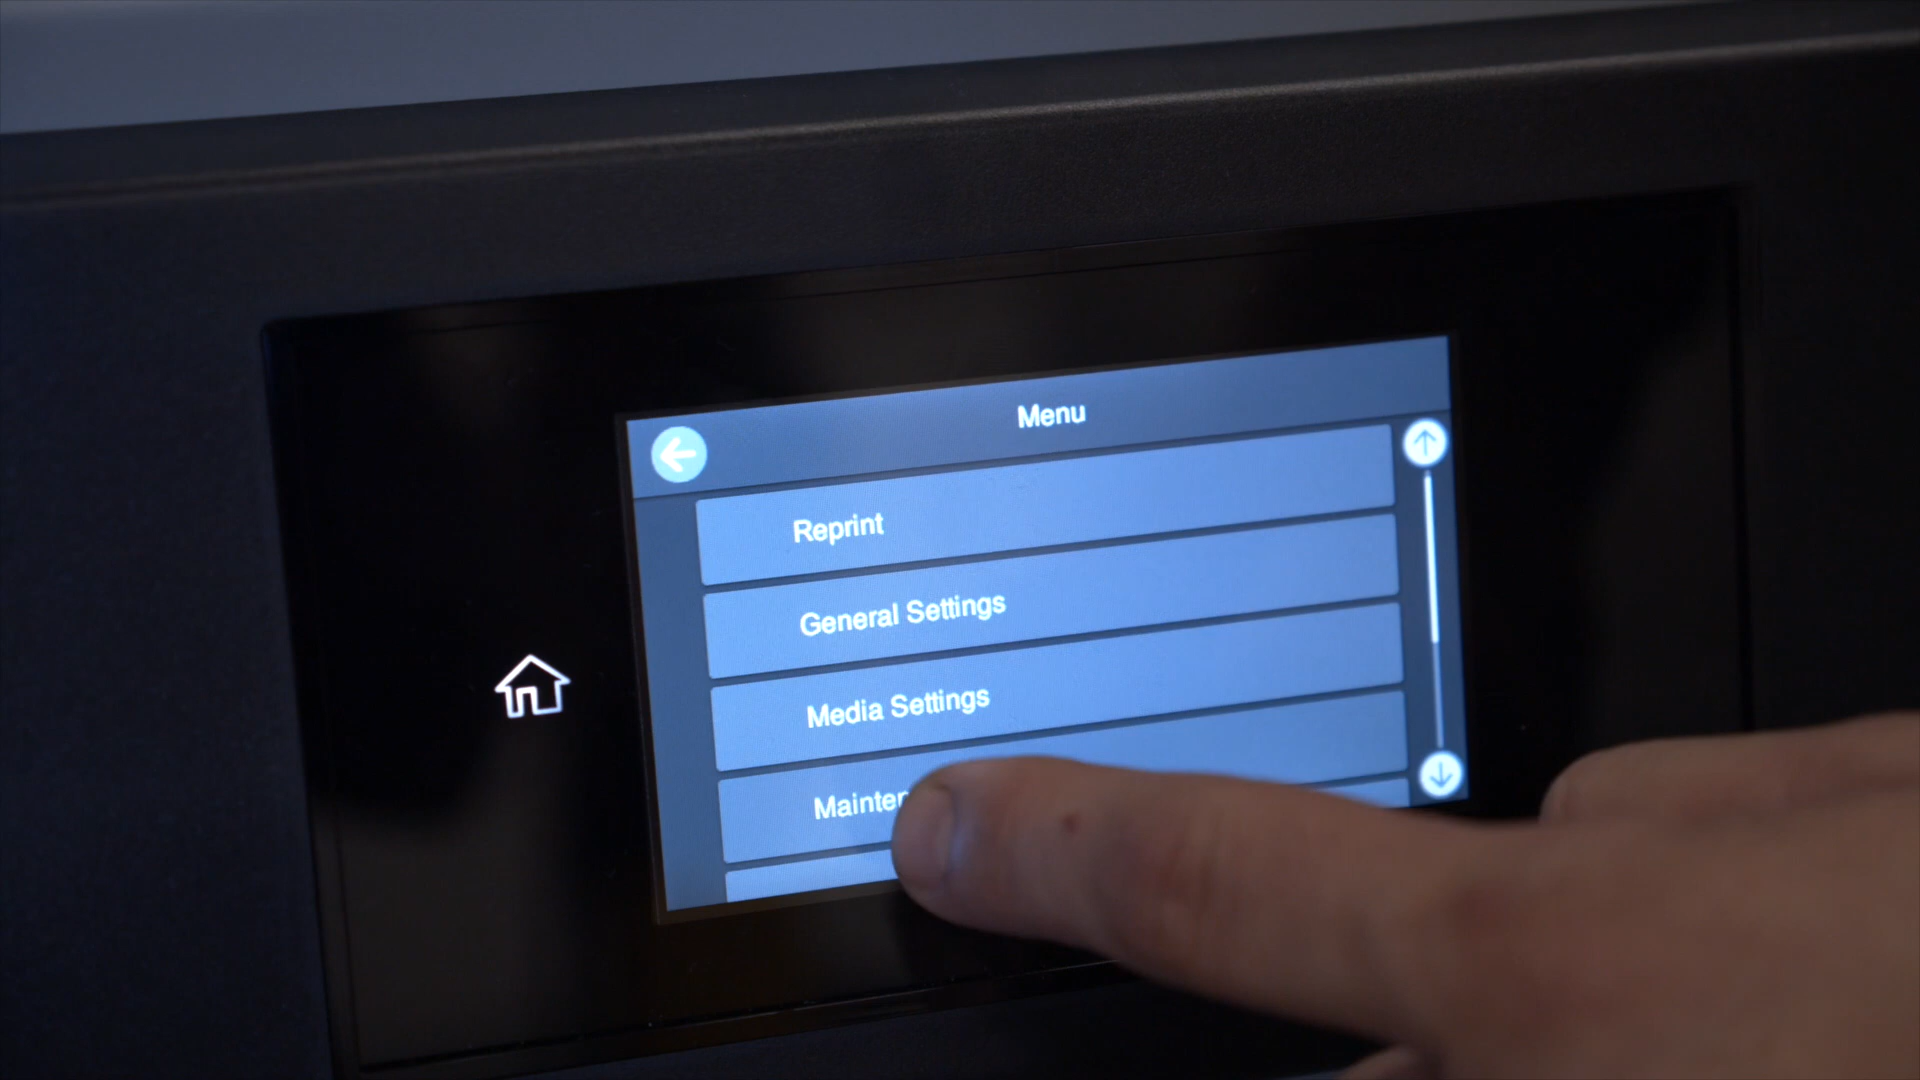 Menu
Reprint
General Settings
Media Settings
Mainten